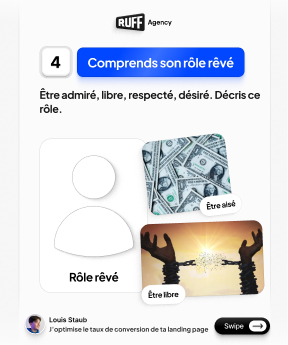 RUFF Agency
4 Comprends son rôle rêvé
Être admiré, libre, respecté, désiré. Décris ce
rôle.
Être aisé
Rôle rêvé
Être libre
Louis Staub
J'optimise le taux de conversion de ta landing page
Swipe